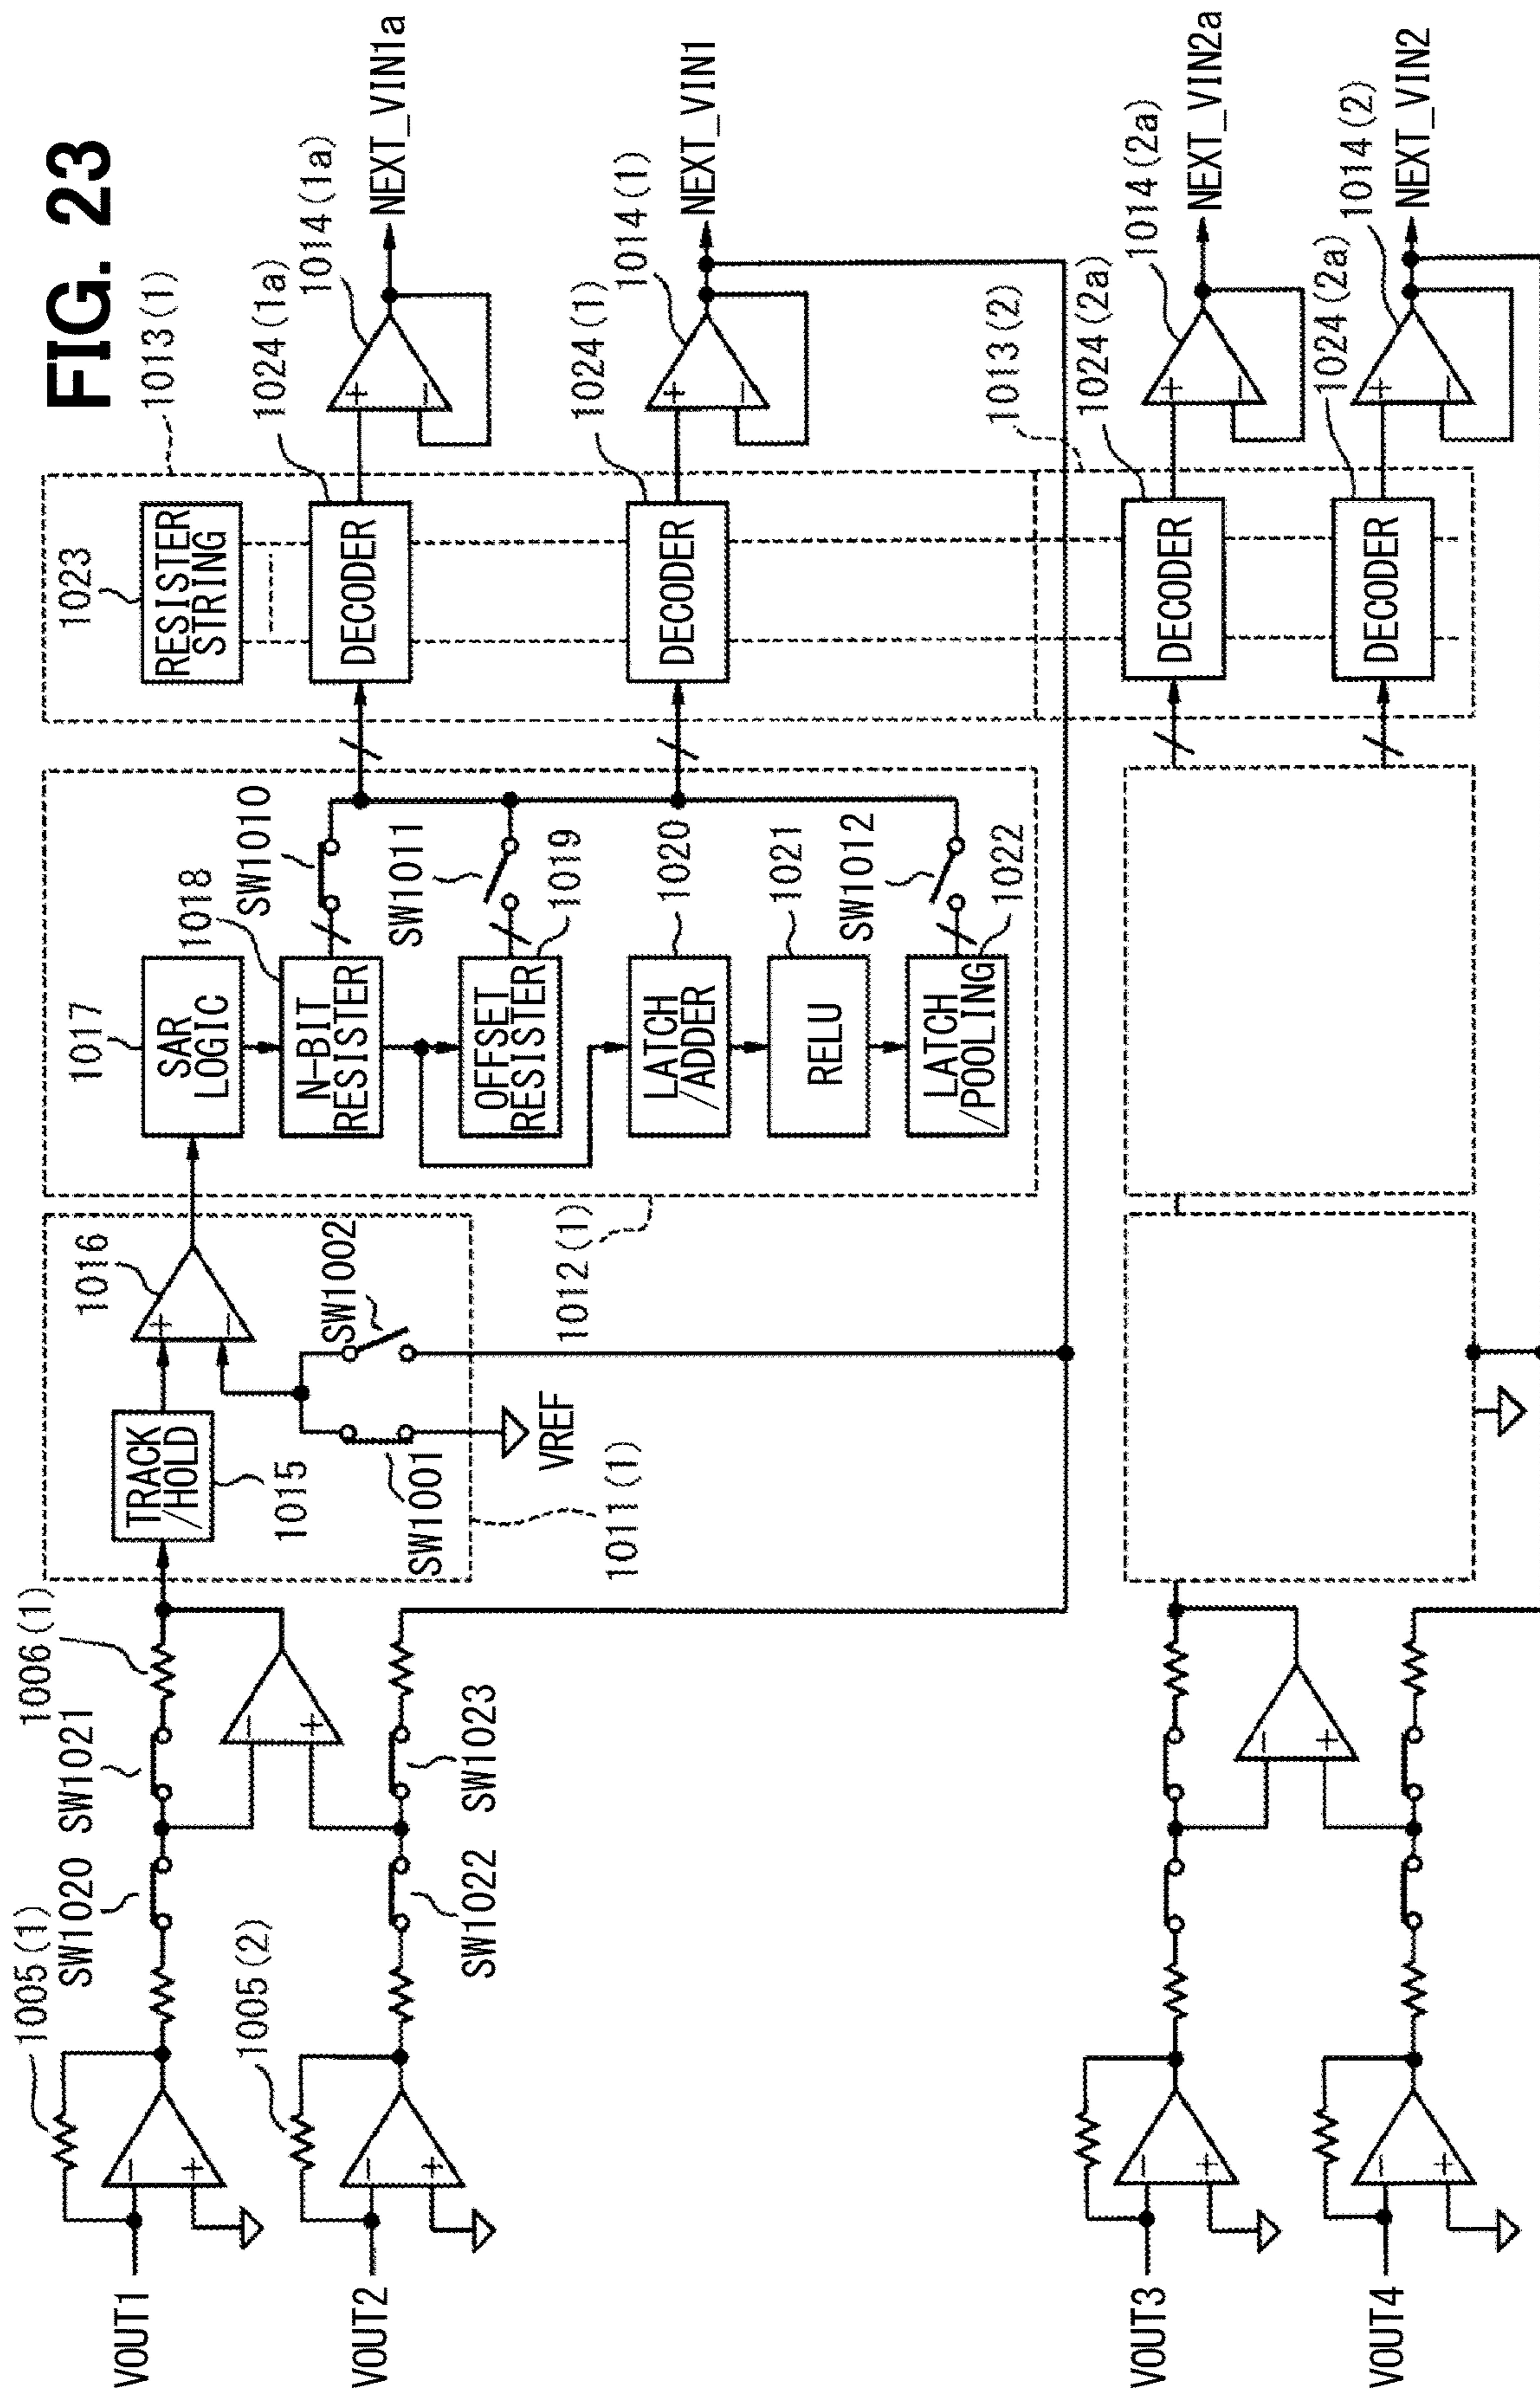 FIG. 23
1005(1)
SW1020
SW1021
1006(1)
1005(2)
SW1022
SW1023
VOUT1
VOUT2
VOUT3
VOUT4
TRACK
/HOLD
1015
1016
SW1001
SW1002
VREF
1011(1)
1012(1)
1017
SAR
LOGIC
1018
N-BIT
RESISTER
SW1010
SW1011
OFFSET
RESISTER
1019
LATCH
/ADDER
1020
RELU
1021
SW1012
LATCH
/POOLING
1022
1023
RESISTER
STRING
1013(1)
DECODER
1024(1a)
1014(1a)
NEXT_VIN1a
DECODER
1024(1)
1014(1)
NEXT_VIN1
1013(2)
DECODER
1024(2a)
1014(2a)
NEXT_VIN2a
DECODER
1024(2a)
1014(2)
NEXT_VIN2
+
−
+
−
+
−
+
−
+
−
−
+
−
+
−
+
−
+
−
+
−
+